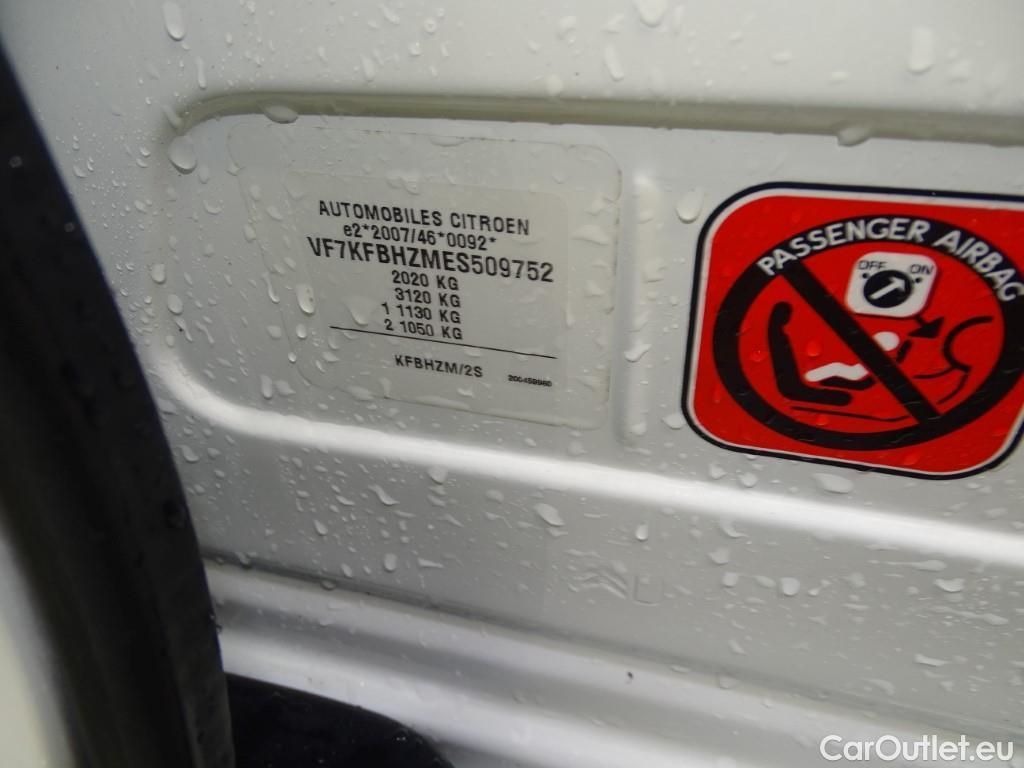 AUTOMOBILES CITROEN
e2*2007/46*0092*
VF7KFBHZMES509752
2020 KG
3120 KG
1 1130 KG
2 1050 KG
KFBHZM/2S
200459960
PASSENGER AIRBAG
OFF ON
CarOutlet.eu